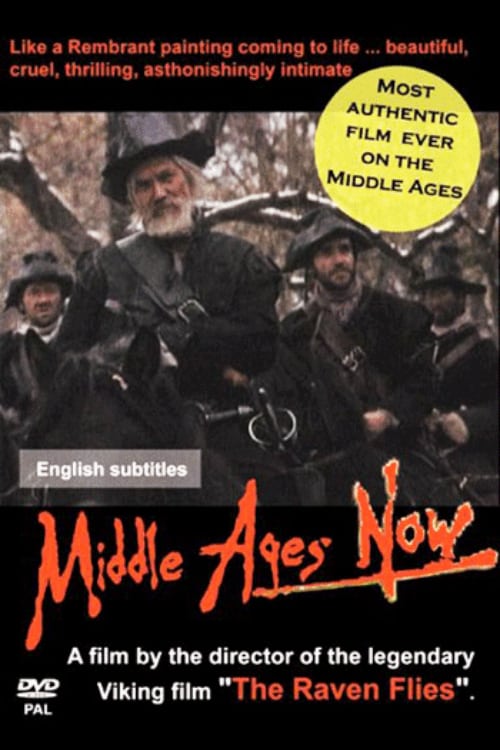 Like a Rembrant painting coming to life ... beautiful,
cruel, thrilling, asthonishingly intimate
Most
authentic
film ever
on the
Middle Ages
English subtitles
Middle Ages Now
A film by the director of the legendary
Viking film "The Raven Flies".
DVD
PAL